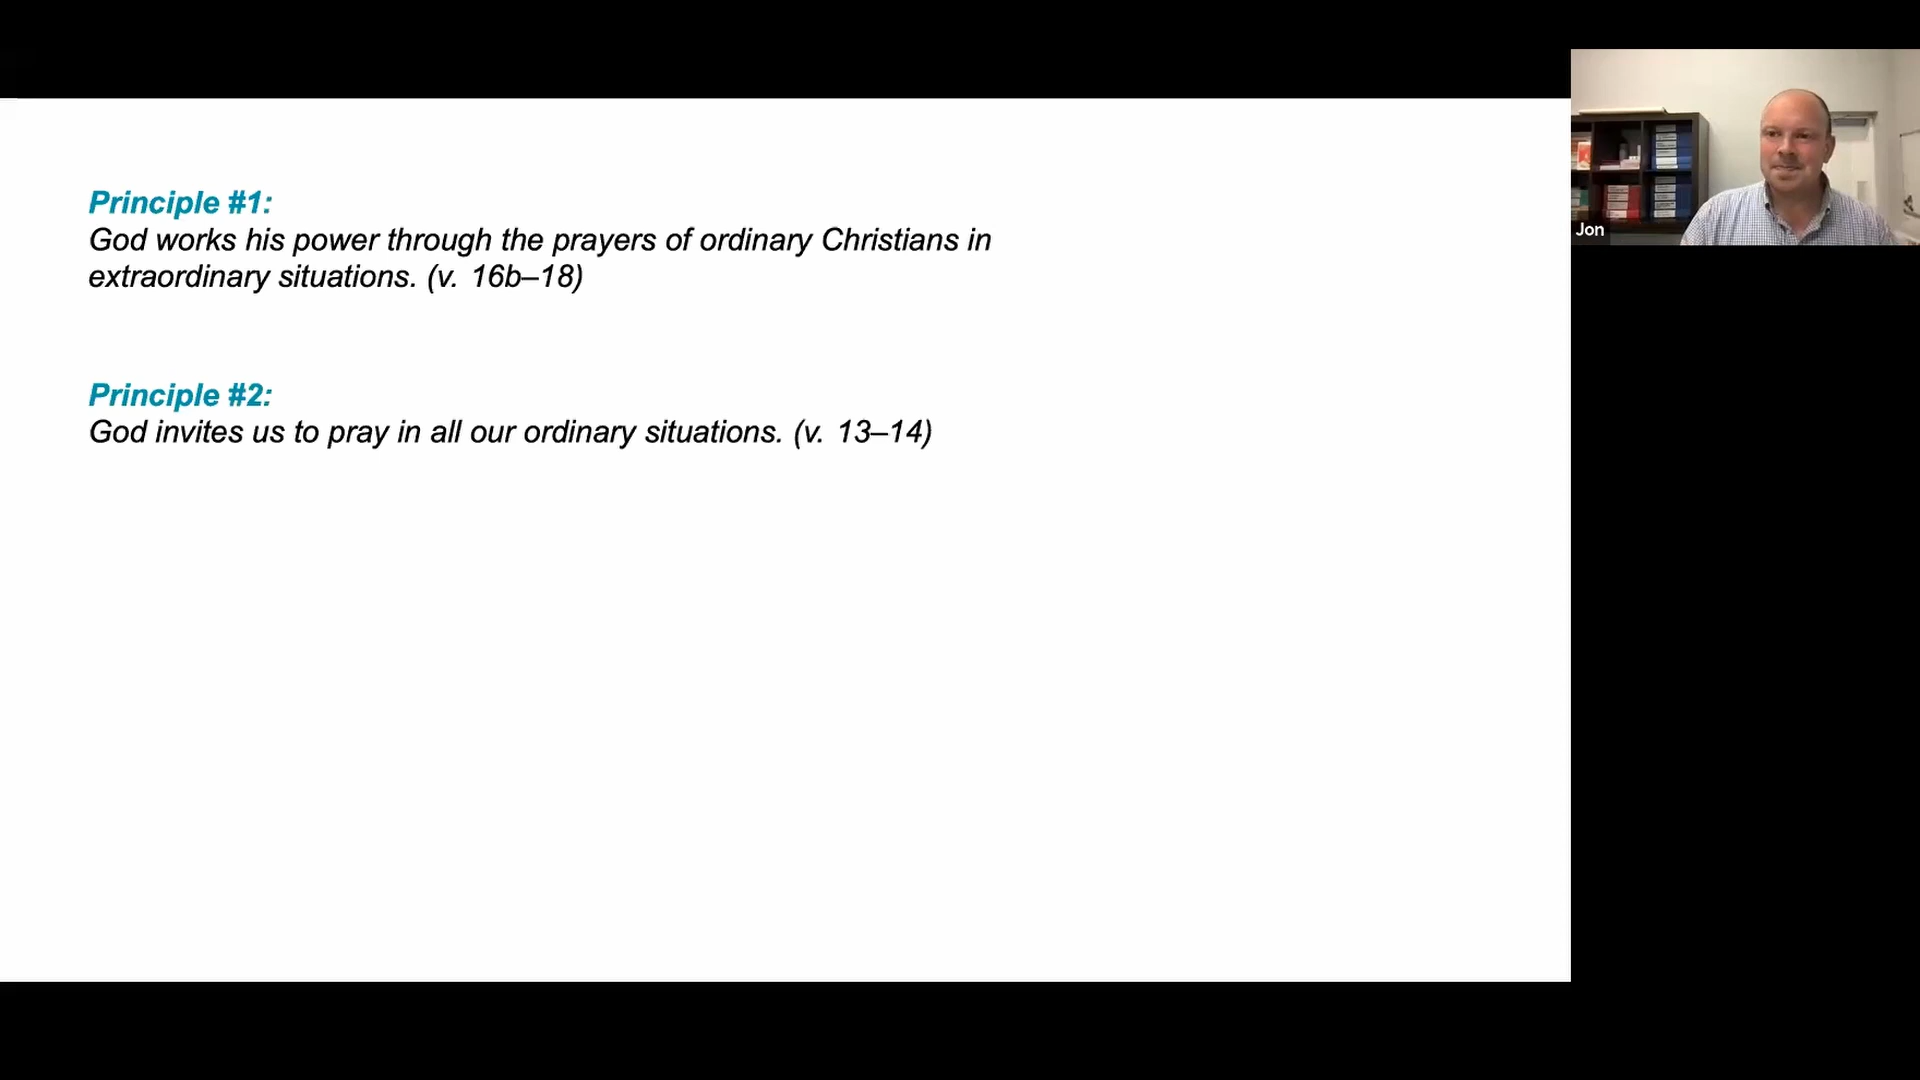 Principle #1:
God works his power through the prayers of ordinary Christians in
extraordinary situations. (v. 16b–18)
Principle #2:
God invites us to pray in all our ordinary situations. (v. 13–14)
Jon